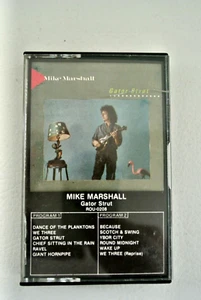 Mike Marshall
Gator Strut
MIKE MARSHALL
Gator Strut
ROU-0208
PROGRAM 1
DANCE OF THE PLANKTONS
WE THREE
GATOR STRUT
CHIEF SITTING IN THE RAIN
RAVEL
GIANT HORNPIPE
PROGRAM 2
BECAUSE
SCOTCH & SWING
YBOR CITY
ROUND MIDNIGHT
WAKE UP
WE THREE (Reprise)